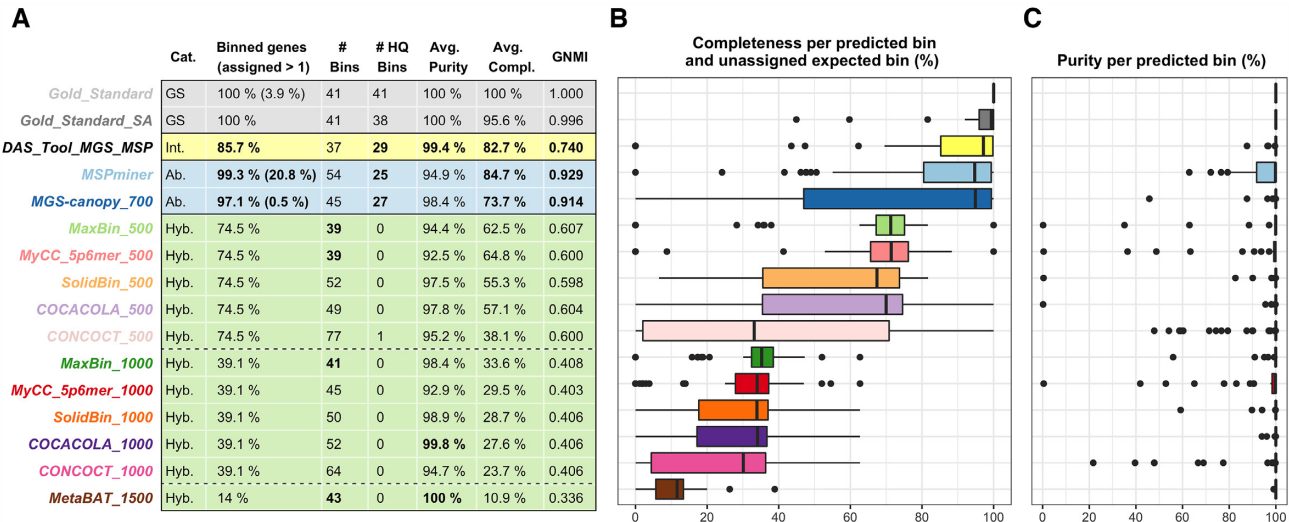 A
Cat. Binned genes (assigned > 1) # Bins # HQ Bins Avg. Purity Avg. Compl. GNMI
Gold_Standard GS 100 % (3.9 %) 41 41 100 % 100 % 1.000
Gold_Standard_SA GS 100 % 41 38 100 % 95.6 % 0.996
DAS_Tool_MGS_MSP Int. 85.7 % 37 29 99.4 % 82.7 % 0.740
MSPminer Ab. 99.3 % (20.8 %) 54 25 94.9 % 84.7 % 0.929
MGS-canopy_700 Ab. 97.1 % (0.5 %) 45 27 98.4 % 73.7 % 0.914
MaxBin_500 Hyb. 74.5 % 39 0 94.4 % 62.5 % 0.607
MyCC_5p6mer_500 Hyb. 74.5 % 39 0 92.5 % 64.8 % 0.600
SolidBin_500 Hyb. 74.5 % 52 0 97.5 % 55.3 % 0.598
COCACOLA_500 Hyb. 74.5 % 49 0 97.8 % 57.1 % 0.604
CONCOCT_500 Hyb. 74.5 % 77 1 95.2 % 38.1 % 0.600
MaxBin_1000 Hyb. 39.1 % 41 0 98.4 % 33.6 % 0.408
MyCC_5p6mer_1000 Hyb. 39.1 % 45 0 92.9 % 29.5 % 0.403
SolidBin_1000 Hyb. 39.1 % 50 0 98.9 % 28.7 % 0.406
COCACOLA_1000 Hyb. 39.1 % 52 0 99.8 % 27.6 % 0.406
CONCOCT_1000 Hyb. 39.1 % 64 0 94.7 % 23.7 % 0.406
MetaBAT_1500 Hyb. 14 % 43 0 100 % 10.9 % 0.336
B
Completeness per predicted bin
and unassigned expected bin (%)
0 20 40 60 80 100
C
Purity per predicted bin (%)
0 20 40 60 80 100